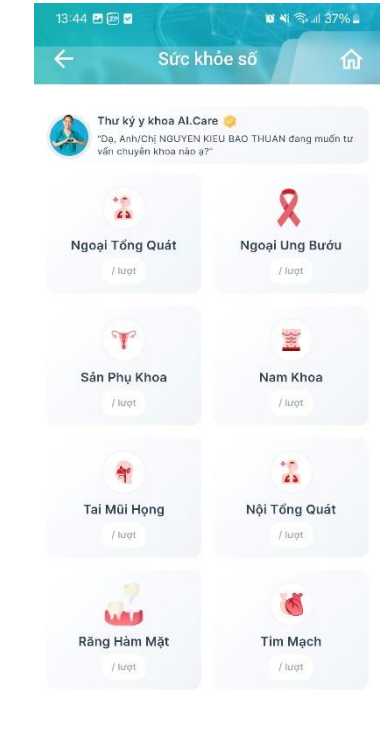 13:44
37%
Sức khỏe số
Thư ký y khoa AI.Care
"Dạ, Anh/Chị NGUYEN KIEU BAO THUAN đang muốn tư
vấn chuyên khoa nào ạ?"
Ngoại Tổng Quát
Ngoại Ung Bướu
/ lượt
/ lượt
Sản Phụ Khoa
Nam Khoa
/ lượt
/ lượt
Tai Mũi Họng
Nội Tổng Quát
/ lượt
/ lượt
Răng Hàm Mặt
Tim Mạch
/ lượt
/ lượt